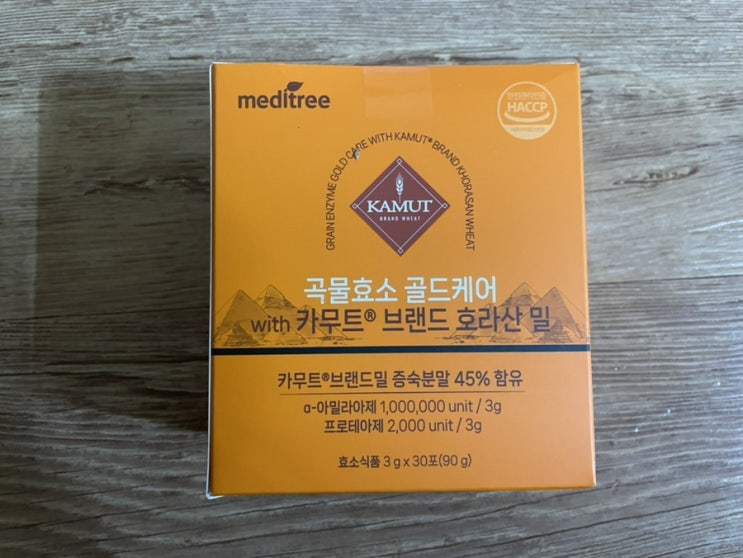 meditree
HACCP
GRAIN ENZYME GOLD CARE WITH KAMUT® BRAND KHORASAN WHEAT
KAMUT
BRAND WHEAT
곡물효소 골드케어
with 카무트® 브랜드 호라산 밀
카무트®브랜드밀 증숙분말 45% 함유
α-아밀라아제 1,000,000 unit / 3g
프로테아제 2,000 unit / 3g
효소식품 3 g x 30포(90 g)